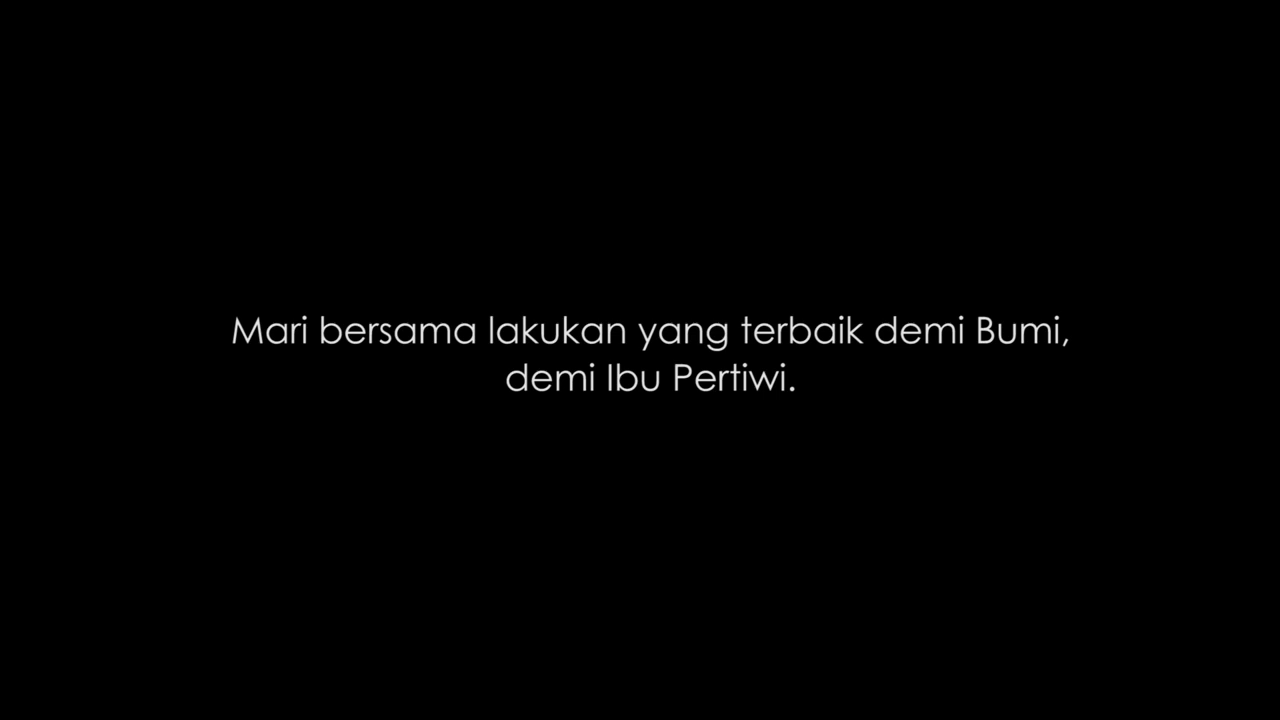 Mari bersama lakukan yang terbaik demi Bumi,
demi Ibu Pertiwi.